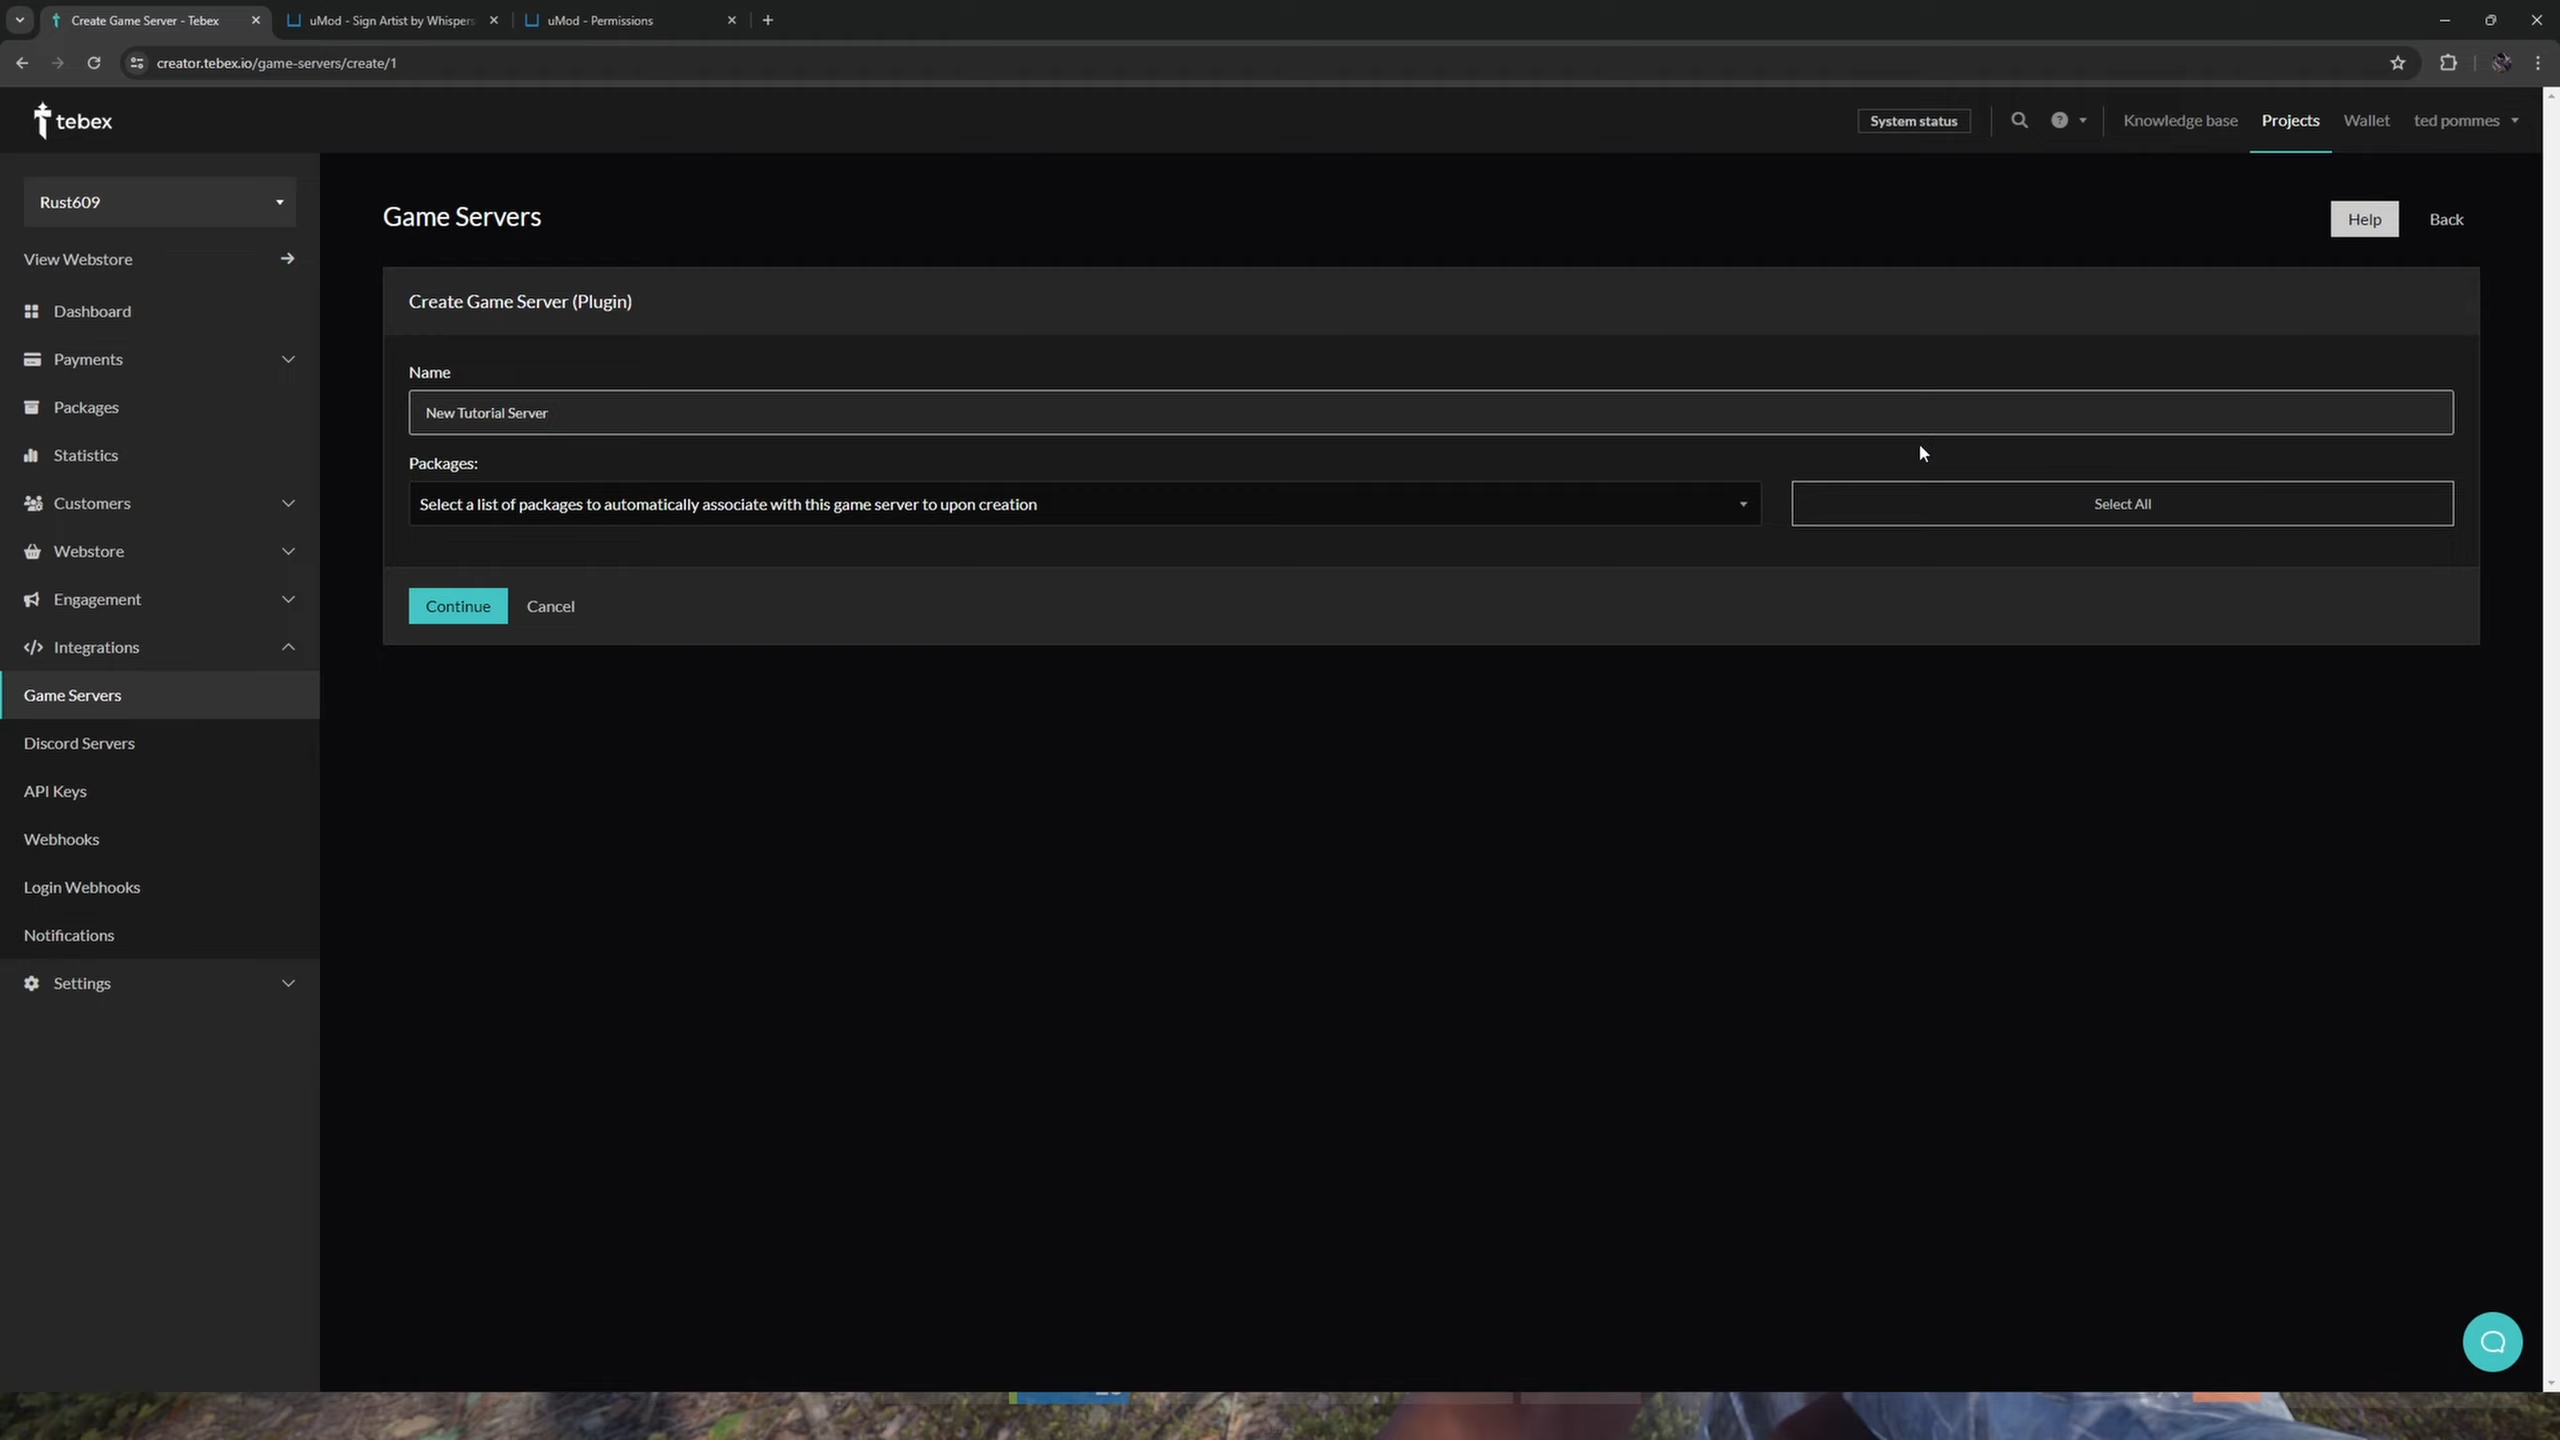 Create Game Server - Tebex
uMod - Sign Artist by Whispers
uMod - Permissions
creator.tebex.io/game-servers/create/1
tebex
System status
Knowledge base
Projects
Wallet
ted pommes
Rust609
View Webstore
Dashboard
Payments
Packages
Statistics
Customers
Webstore
Engagement
Integrations
Game Servers
Discord Servers
API Keys
Webhooks
Login Webhooks
Notifications
Settings
Game Servers
Help
Back
Create Game Server (Plugin)
Name
New Tutorial Server
Packages:
Select a list of packages to automatically associate with this game server to upon creation
Select All
Continue
Cancel